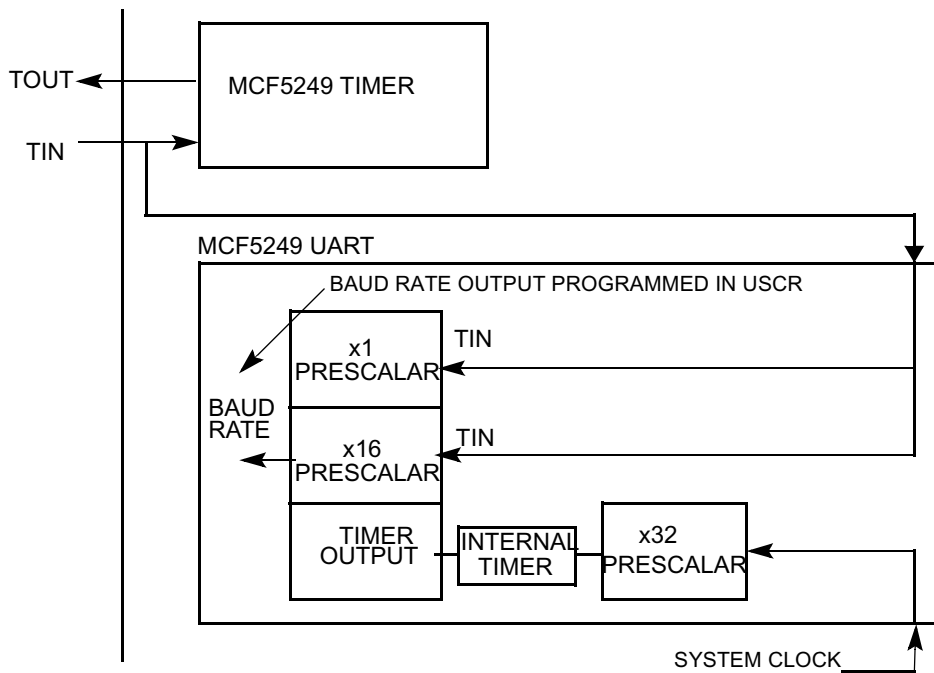 TOUT
MCF5249 TIMER
TIN
MCF5249 UART
BAUD RATE OUTPUT PROGRAMMED IN USCR
x1
PRESCALAR
TIN
BAUD
RATE
x16
PRESCALAR
TIN
TIMER
OUTPUT
INTERNAL
TIMER
x32
PRESCALAR
SYSTEM CLOCK